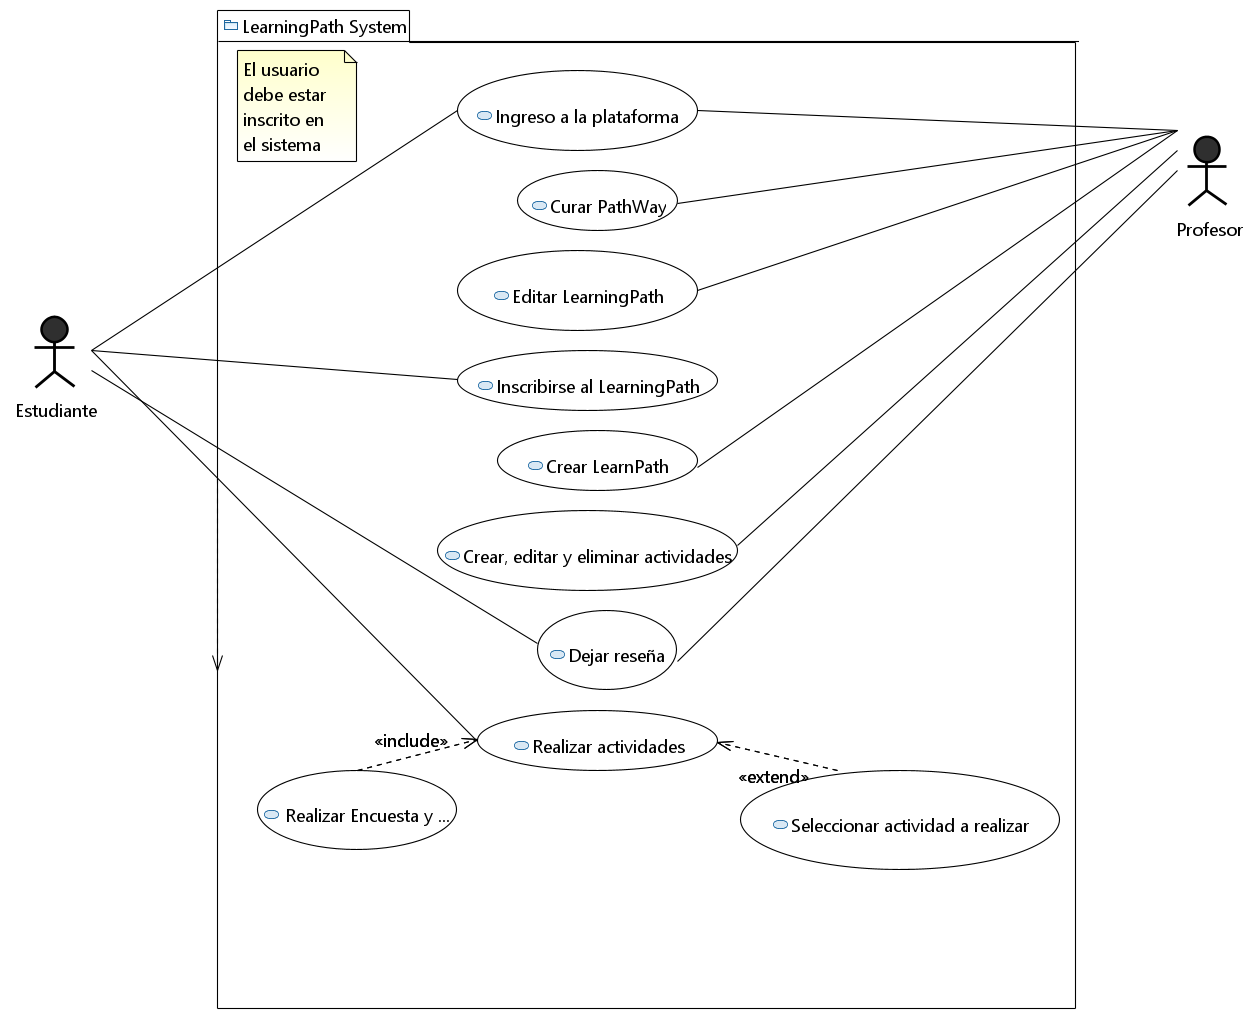 LearningPath System
El usuario
debe estar
inscrito en
el sistema
Ingreso a la plataforma
Curar PathWay
Profesor
Editar LearningPath
Inscribirse al LearningPath
Estudiante
Crear LearnPath
Crear, editar y eliminar actividades
Dejar reseña
«include»
Realizar actividades
«extend»
Realizar Encuesta y ...
Seleccionar actividad a realizar